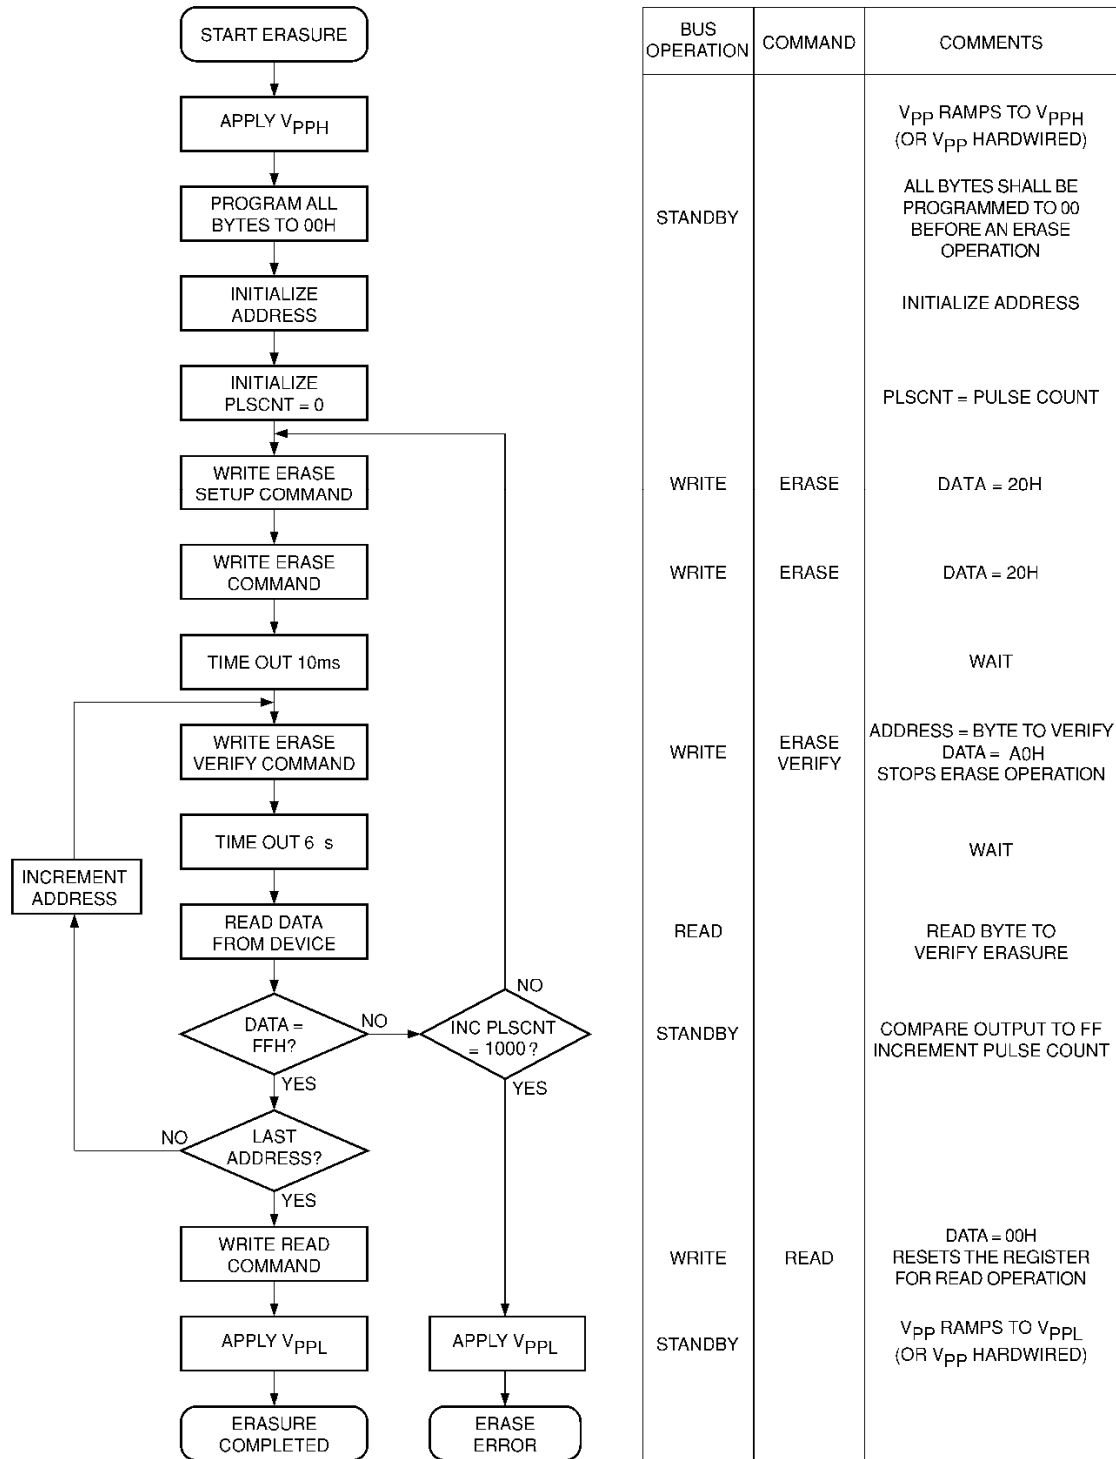 START ERASURE
APPLY VPPH
PROGRAM ALL
BYTES TO 00H
INITIALIZE
ADDRESS
INITIALIZE
PLSCNT = 0
WRITE ERASE
SETUP COMMAND
WRITE ERASE
COMMAND
TIME OUT 10ms
WRITE ERASE
VERIFY COMMAND
TIME OUT 6 s
INCREMENT
ADDRESS
READ DATA
FROM DEVICE
DATA =
FFH?
NO
YES
INC PLSCNT
= 1000 ?
NO
YES
LAST
ADDRESS?
NO
YES
WRITE READ
COMMAND
APPLY VPPL
APPLY VPPL
ERASURE
COMPLETED
ERASE
ERROR
BUS
OPERATION
COMMAND
COMMENTS
VPP RAMPS TO VPPH
(OR VPP HARDWIRED)
STANDBY
ALL BYTES SHALL BE
PROGRAMMED TO 00
BEFORE AN ERASE
OPERATION
INITIALIZE ADDRESS
PLSCNT = PULSE COUNT
WRITE
ERASE
DATA = 20H
WRITE
ERASE
DATA = 20H
WAIT
WRITE
ERASE
VERIFY
ADDRESS = BYTE TO VERIFY
DATA = A0H
STOPS ERASE OPERATION
WAIT
READ
READ BYTE TO
VERIFY ERASURE
STANDBY
COMPARE OUTPUT TO FF
INCREMENT PULSE COUNT
WRITE
READ
DATA = 00H
RESETS THE REGISTER
FOR READ OPERATION
STANDBY
VPP RAMPS TO VPPL
(OR VPP HARDWIRED)